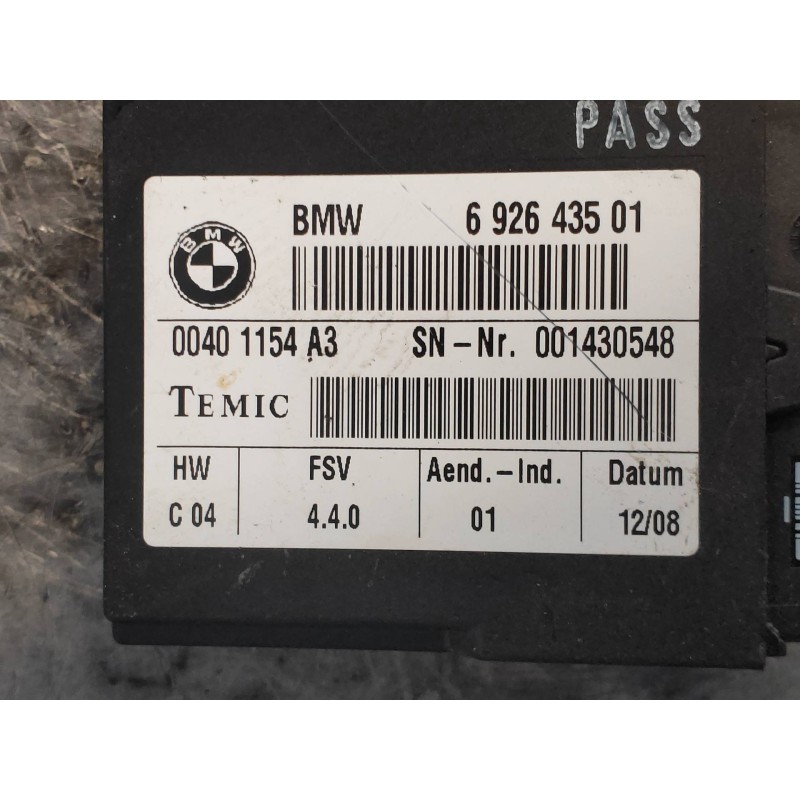 PASS
BMW 6 926 435 01
BMW
0040 1154 A3 SN-Nr. 001430548
TEMIC
HW FSV Aend.-Ind. Datum
C 04 4.4.0 01 12/08